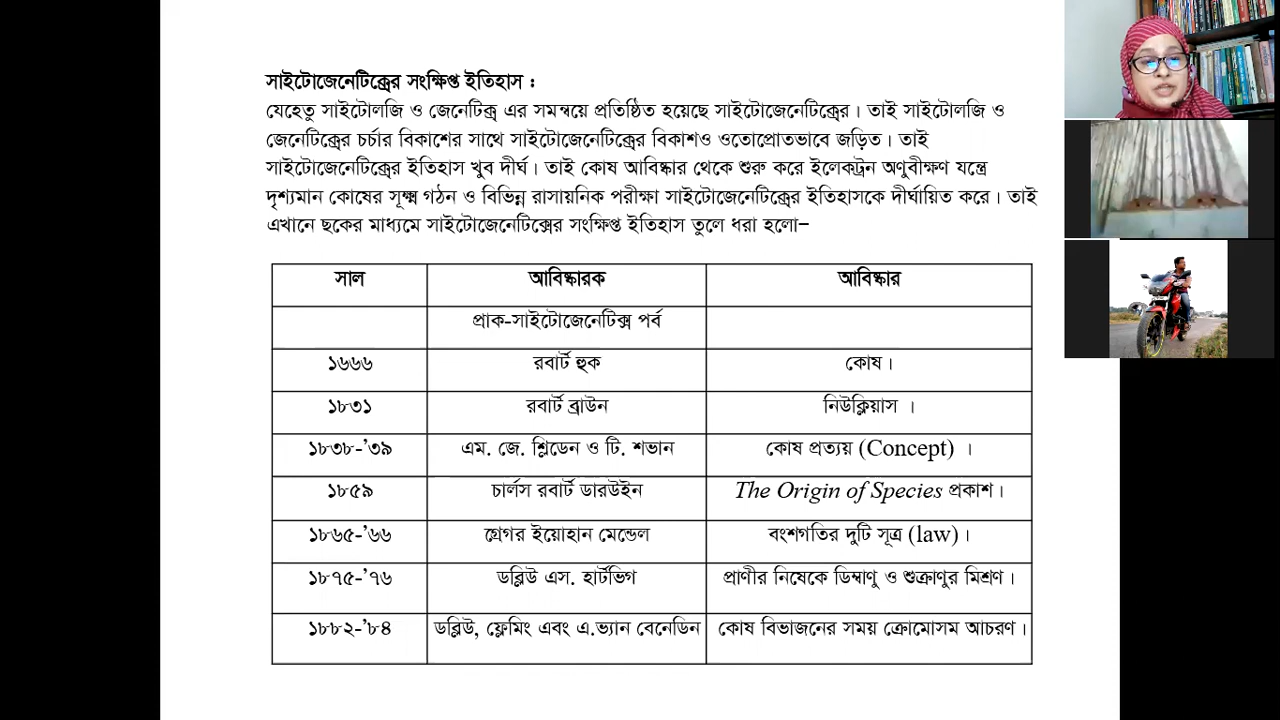 সাইটোজেনেটিক্সের সংক্ষিপ্ত ইতিহাস :
যেহেতু সাইটোলজি ও জেনেটিক্স এর সমন্বয়ে প্রতিষ্ঠিত হয়েছে সাইটোজেনেটিক্সের। তাই সাইটোলজি ও
জেনেটিক্সের চর্চার বিকাশের সাথে সাইটোজেনেটিক্সের বিকাশও ওতোপ্রোতভাবে জড়িত। তাই
সাইটোজেনেটিক্সের ইতিহাস খুব দীর্ঘ। তাই কোষ আবিষ্কার থেকে শুরু করে ইলেকট্রন অণুবীক্ষণ যন্ত্রে
দৃশ্যমান কোষের সূক্ষ্ম গঠন ও বিভিন্ন রাসায়নিক পরীক্ষা সাইটোজেনেটিক্সের ইতিহাসকে দীর্ঘায়িত করে। তাই
এখানে ছকের মাধ্যমে সাইটোজেনেটিক্সের সংক্ষিপ্ত ইতিহাস তুলে ধরা হলো–
সাল আবিষ্কারক আবিষ্কার
প্রাক-সাইটোজেনেটিক্স পর্ব
১৬৬৬ রবার্ট হুক কোষ।
১৮৩১ রবার্ট ব্রাউন নিউক্লিয়াস ।
১৮৩৮-’৩৯ এম. জে. শ্লিডেন ও টি. শভান কোষ প্রত্যয় (Concept) ।
১৮৫৯ চার্লস রবার্ট ডারউইন The Origin of Species প্রকাশ।
১৮৬৫-’৬৬ গ্রেগর ইয়োহান মেন্ডেল বংশগতির দুটি সূত্র (law)।
১৮৭৫-’৭৬ ডব্লিউ এস. হার্টভিগ প্রাণীর নিষেকে ডিম্বাণু ও শুক্রাণুর মিশ্রণ।
১৮৮২-’৮৪ ডব্লিউ, ফ্লেমিং এবং এ.ভ্যান বেনেডিন কোষ বিভাজনের সময় ক্রোমোসম আচরণ।